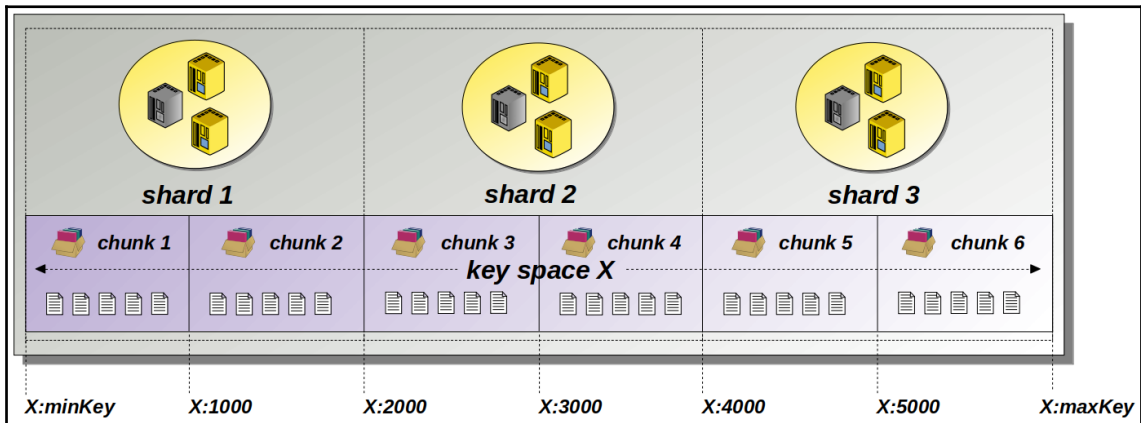 shard 1 shard 2 shard 3
chunk 1 chunk 2 chunk 3 chunk 4 chunk 5 chunk 6
key space X
X:minKey X:1000 X:2000 X:3000 X:4000 X:5000 X:maxKey